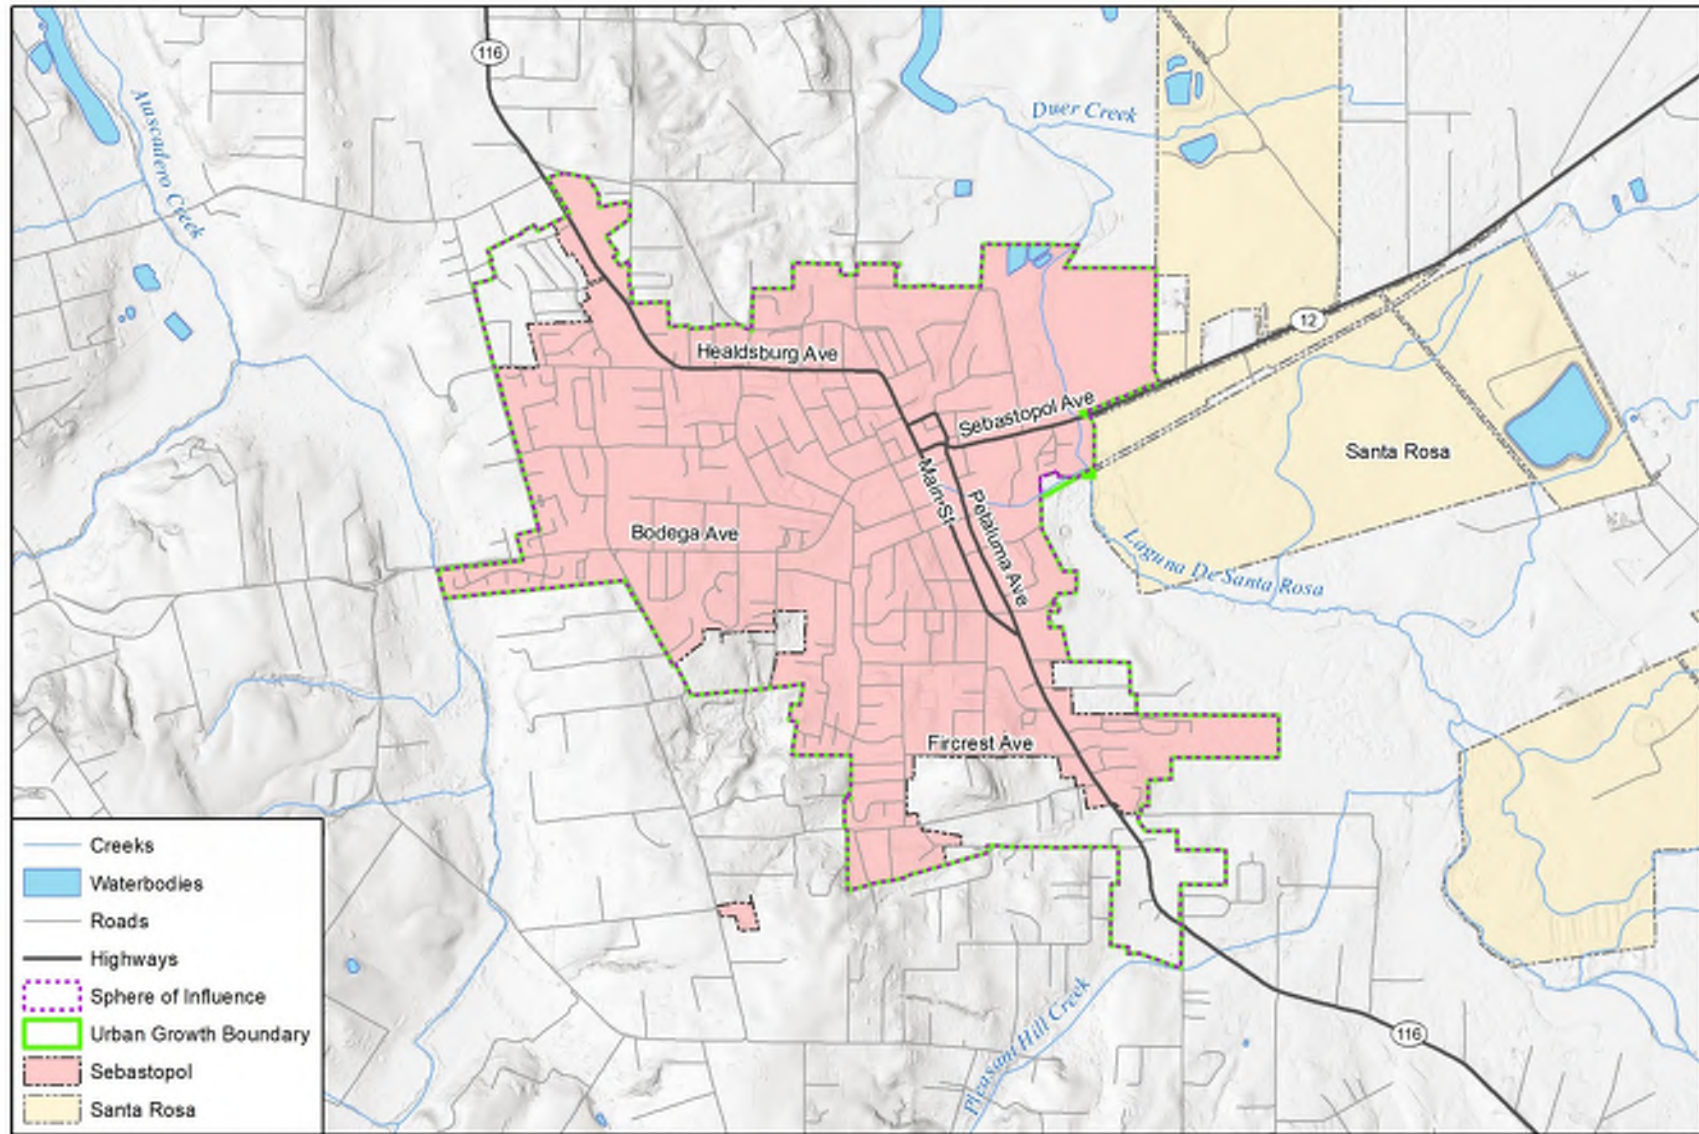 116
Atascadero Creek
Duer Creek
12
Healdsburg Ave
Sebastopol Ave
Santa Rosa
Main St
Petaluma Ave
Bodega Ave
Laguna De Santa Rosa
Fircrest Ave
Pleasant Hill Creek
116
Creeks
Waterbodies
Roads
Highways
Sphere of Influence
Urban Growth Boundary
Sebastopol
Santa Rosa